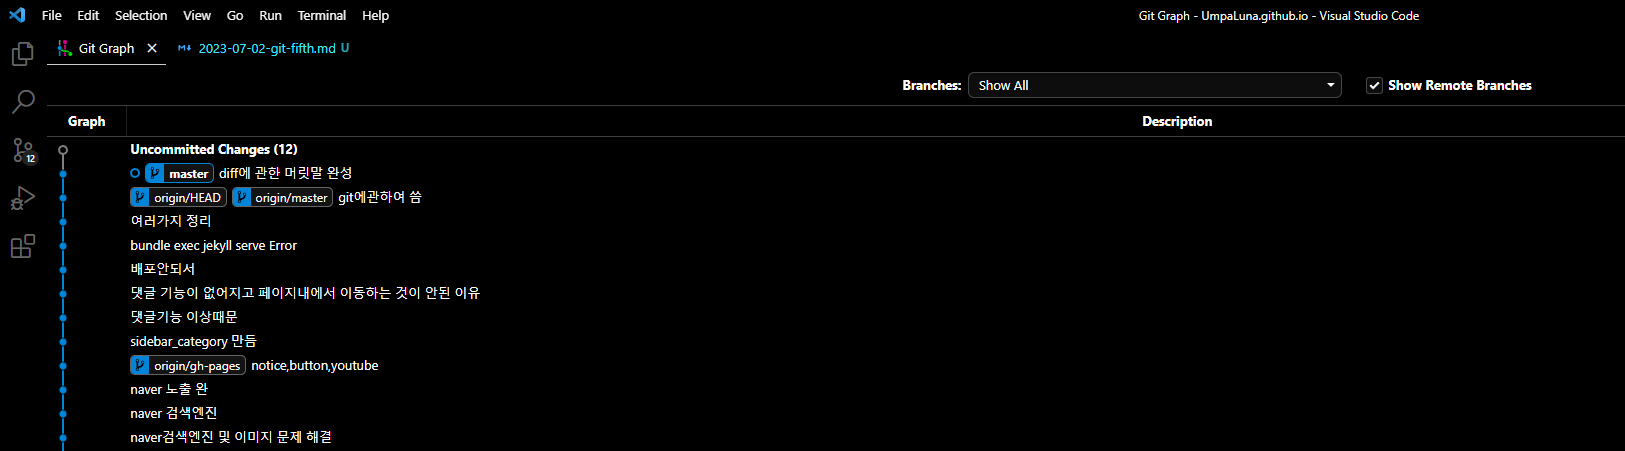 File Edit Selection View Go Run Terminal Help Git Graph - UmpaLuna.github.io - Visual Studio Code
Git Graph 2023-07-02-git-fifth.md U
Branches: Show All Show Remote Branches
Graph Description
Uncommitted Changes (12)
master diff에 관한 머릿말 완성
12
origin/HEAD origin/master git에관하여 씀
여러가지 정리
bundle exec jekyll serve Error
배포안되서
댓글 기능이 없어지고 페이지내에서 이동하는 것이 안된 이유
댓글기능 이상때문
sidebar_category 만듬
origin/gh-pages notice,button,youtube
naver 노출 완
naver 검색엔진
naver검색엔진 및 이미지 문제 해결